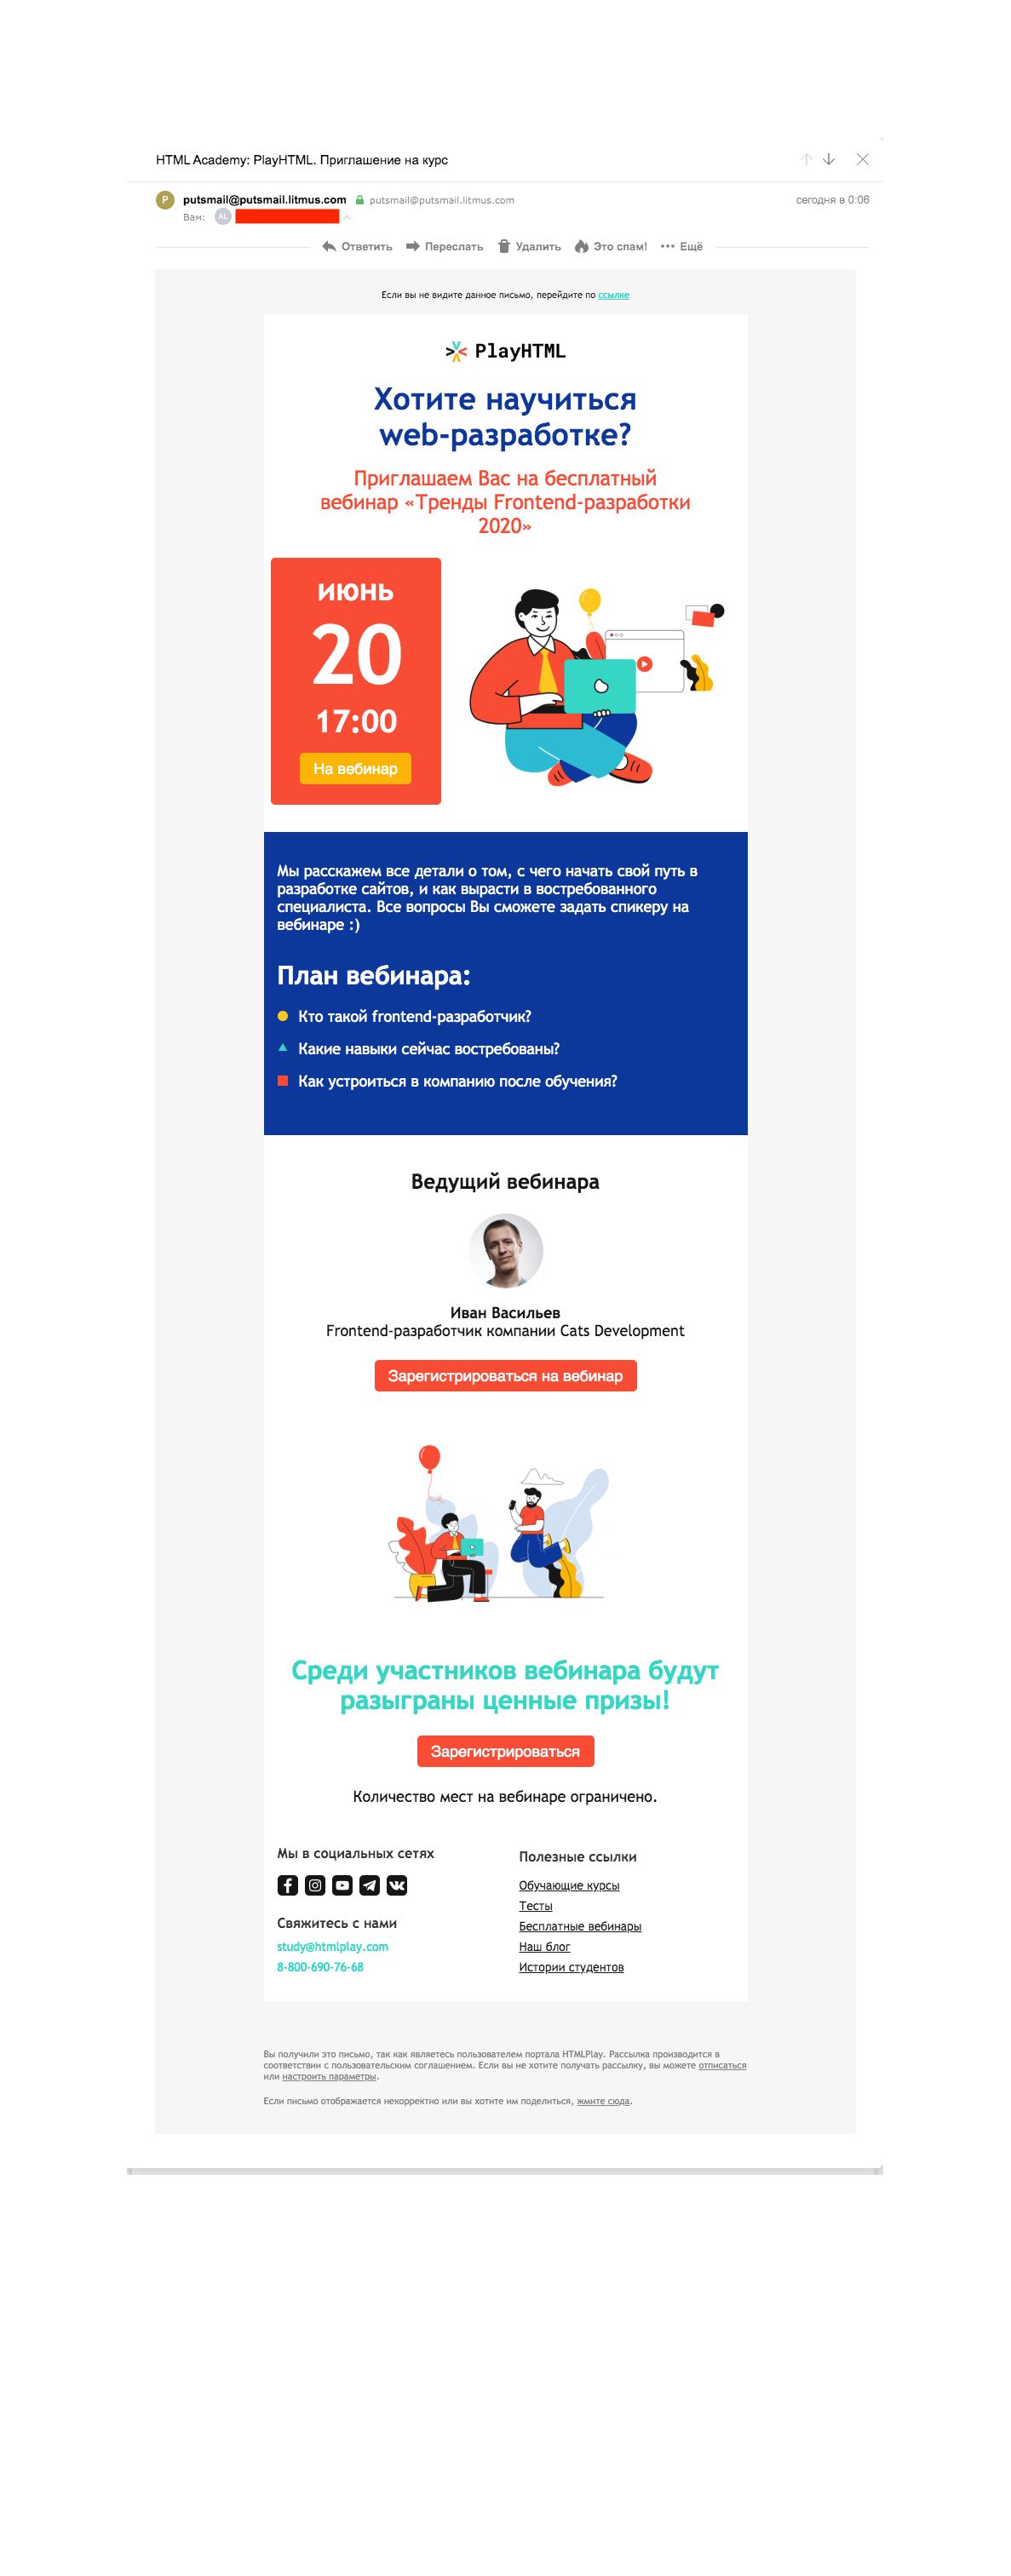 HTML Academy: PlayHTML. Приглашение на курс
P
putsmail@putsmail.litmus.com putsmail@putsmail.litmus.com сегодня в 0:06
Вам: AL
Ответить Переслать Удалить Это спам! Ещё
Если вы не видите данное письмо, перейдите по ссылке
PlayHTML
Хотите научиться
web-разработке?
Приглашаем Вас на бесплатный
вебинар «Тренды Frontend-разработки
2020»
июнь
20
17:00
На вебинар
Мы расскажем все детали о том, с чего начать свой путь в
разработке сайтов, и как вырасти в востребованного
специалиста. Все вопросы Вы сможете задать спикеру на
вебинаре :)
План вебинара:
Кто такой frontend-разработчик?
Какие навыки сейчас востребованы?
Как устроиться в компанию после обучения?
Ведущий вебинара
Иван Васильев
Frontend-разработчик компании Cats Development
Зарегистрироваться на вебинар
Среди участников вебинара будут
разыграны ценные призы!
Зарегистрироваться
Количество мест на вебинаре ограничено.
Мы в социальных сетях
Свяжитесь с нами
study@htmlplay.com
8-800-690-76-68
Полезные ссылки
Обучающие курсы
Тесты
Бесплатные вебинары
Наш блог
Истории студентов
Вы получили это письмо, так как являетесь пользователем портала HTMLPlay. Рассылка производится в
соответствии с пользовательским соглашением. Если вы не хотите получать рассылку, вы можете отписаться
или настроить параметры.
Если письмо отображается некорректно или вы хотите им поделиться, жмите сюда.